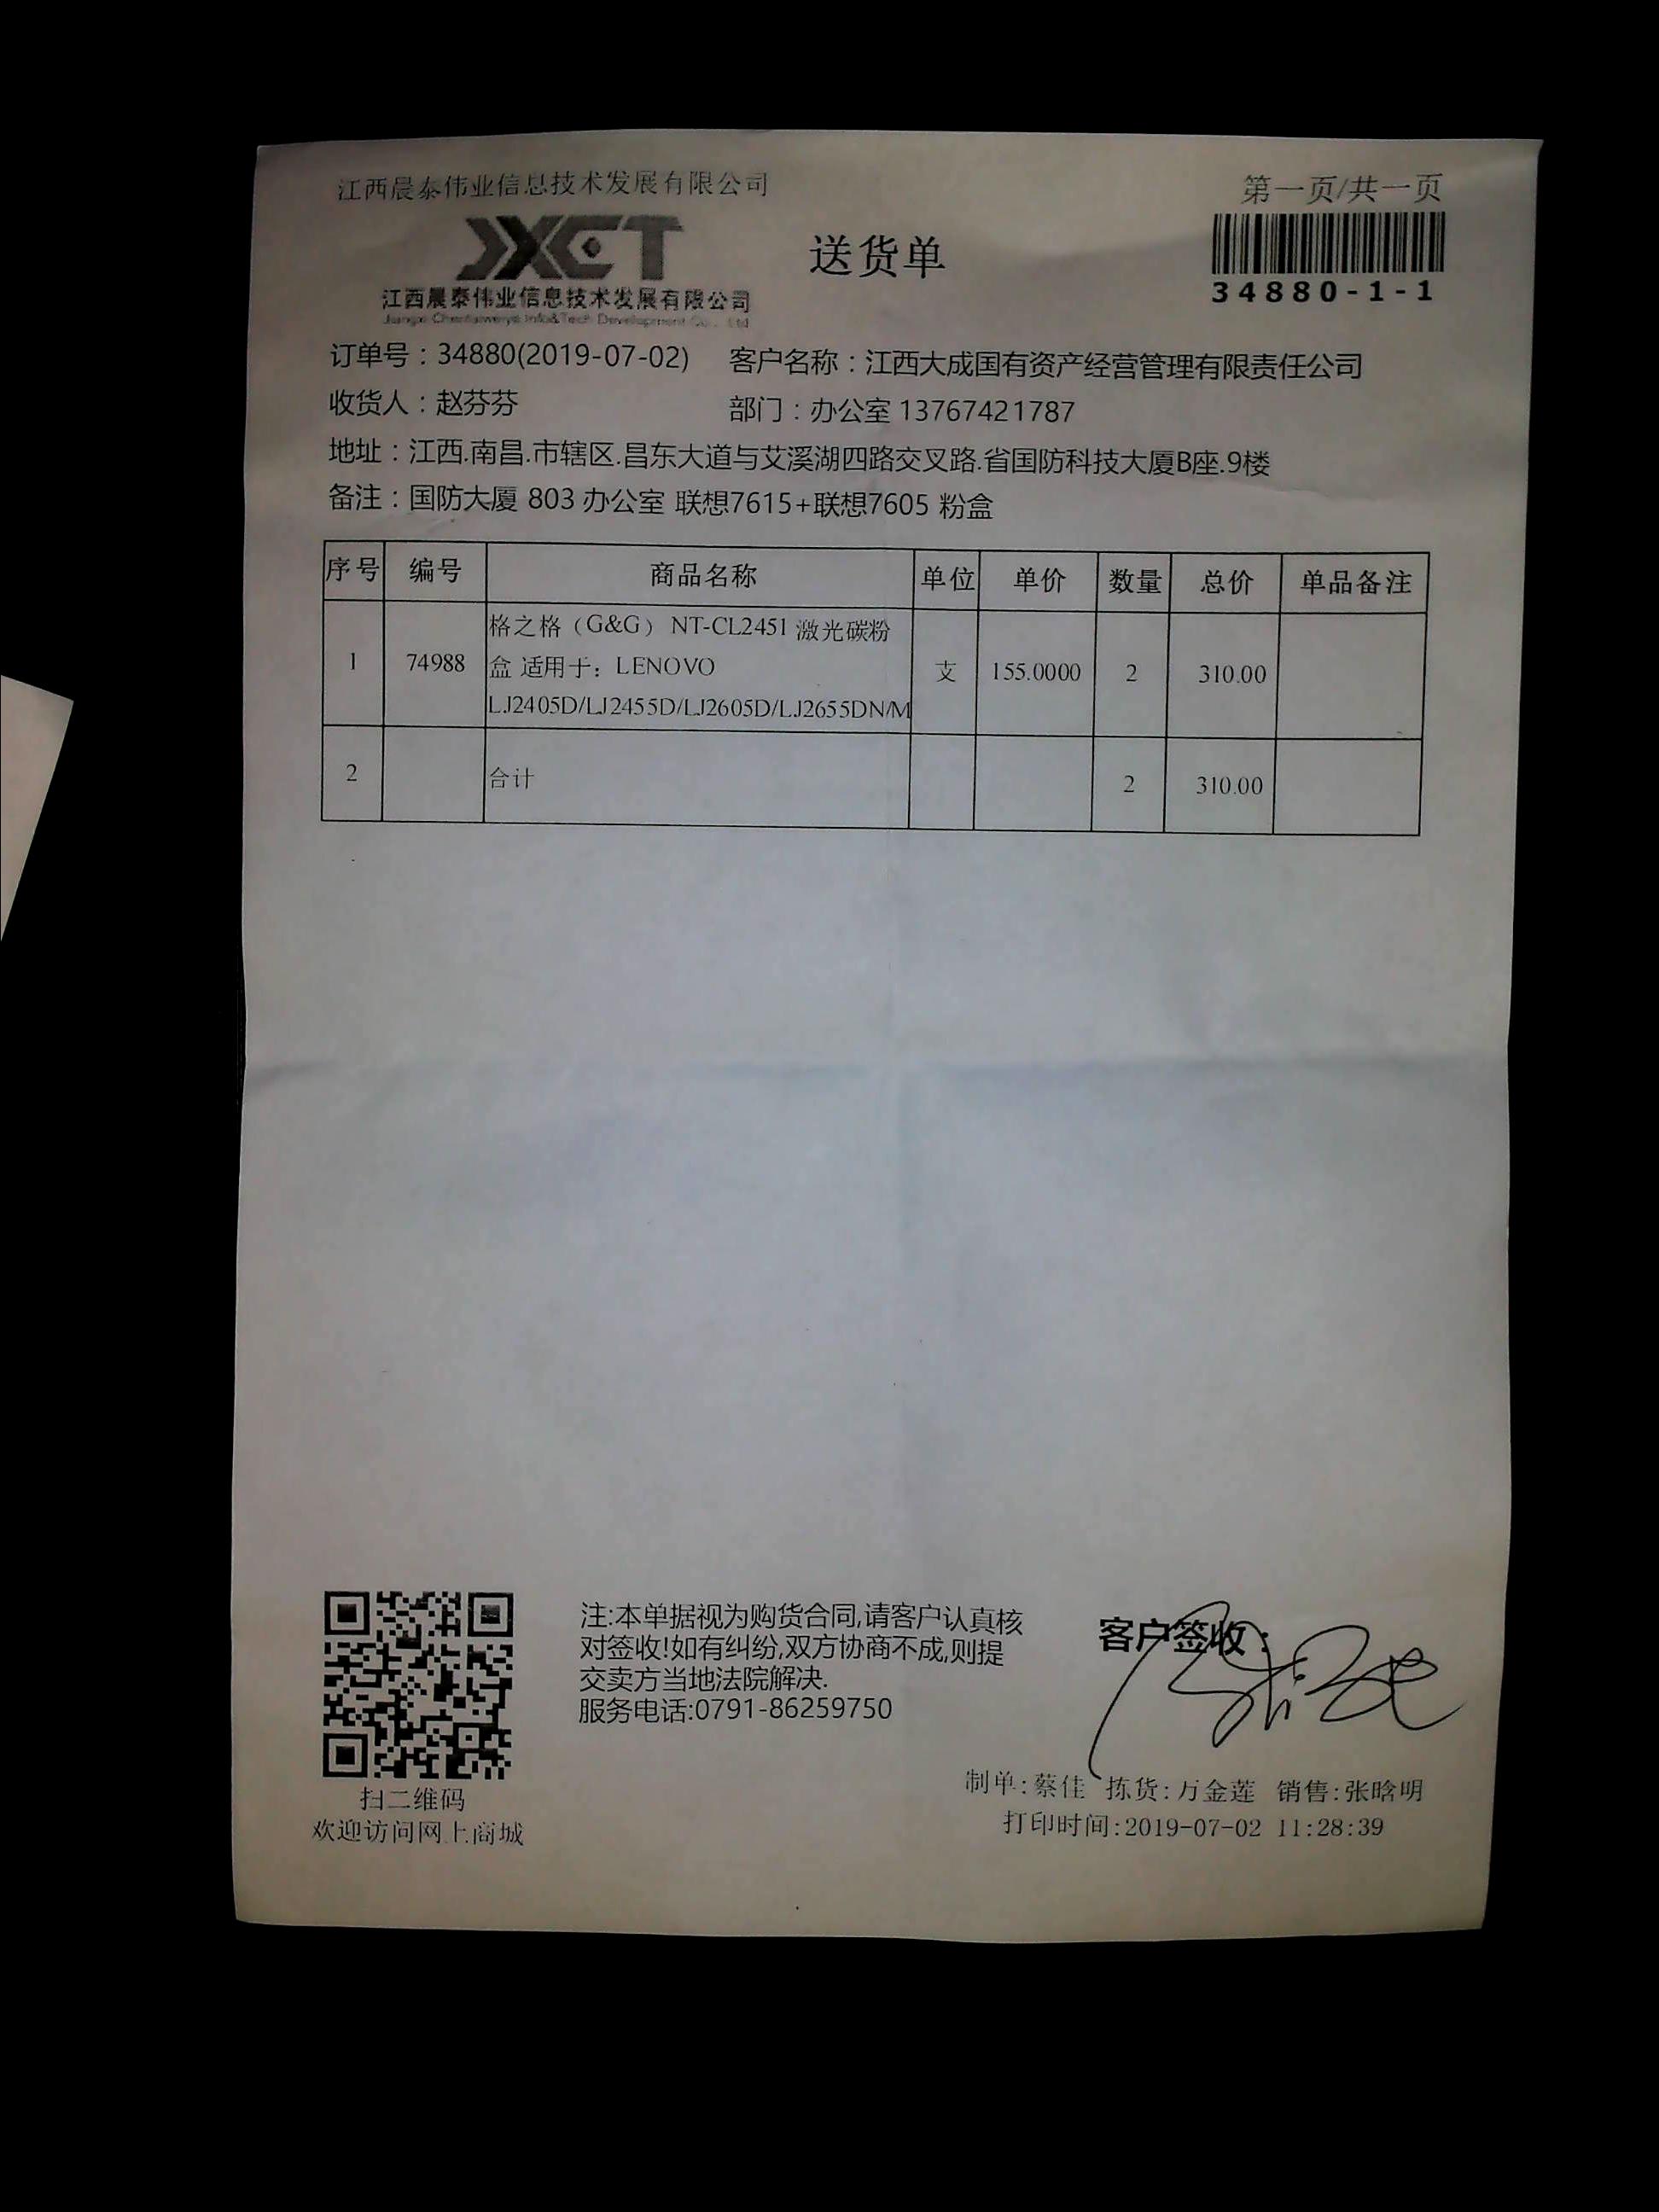 江西晨泰伟业信息技术发展有限公司
第一页/共一页
JXCT
送货单
江西晨泰伟业信息技术发展有限公司
34880-1-1
订单号：34880(2019-07-02) 客户名称：江西大成国有资产经营管理有限责任公司
收货人：赵芬芬 部门：办公室 13767421787
地址：江西.南昌.市辖区.昌东大道与艾溪湖四路交叉路.省国防科技大厦B座.9楼
备注：国防大厦 803 办公室 联想7615+联想7605 粉盒
序号 编号 商品名称 单位 单价 数量 总价 单品备注
格之格（G&G） NT-CL2451 激光碳粉
1 74988 盒 适用于：LENOVO 支 155.0000 2 310.00
LJ2405D/LJ2455D/LJ2605D/LJ2655DN/M
2 合计 2 310.00
注:本单据视为购货合同,请客户认真核
对签收!如有纠纷,双方协商不成,则提
交卖方当地法院解决.
服务电话:0791-86259750
客户签收：
扫二维码
欢迎访问网上商城
制单:蔡佳 拣货:万金莲 销售:张晗明
打印时间:2019-07-02 11:28:39